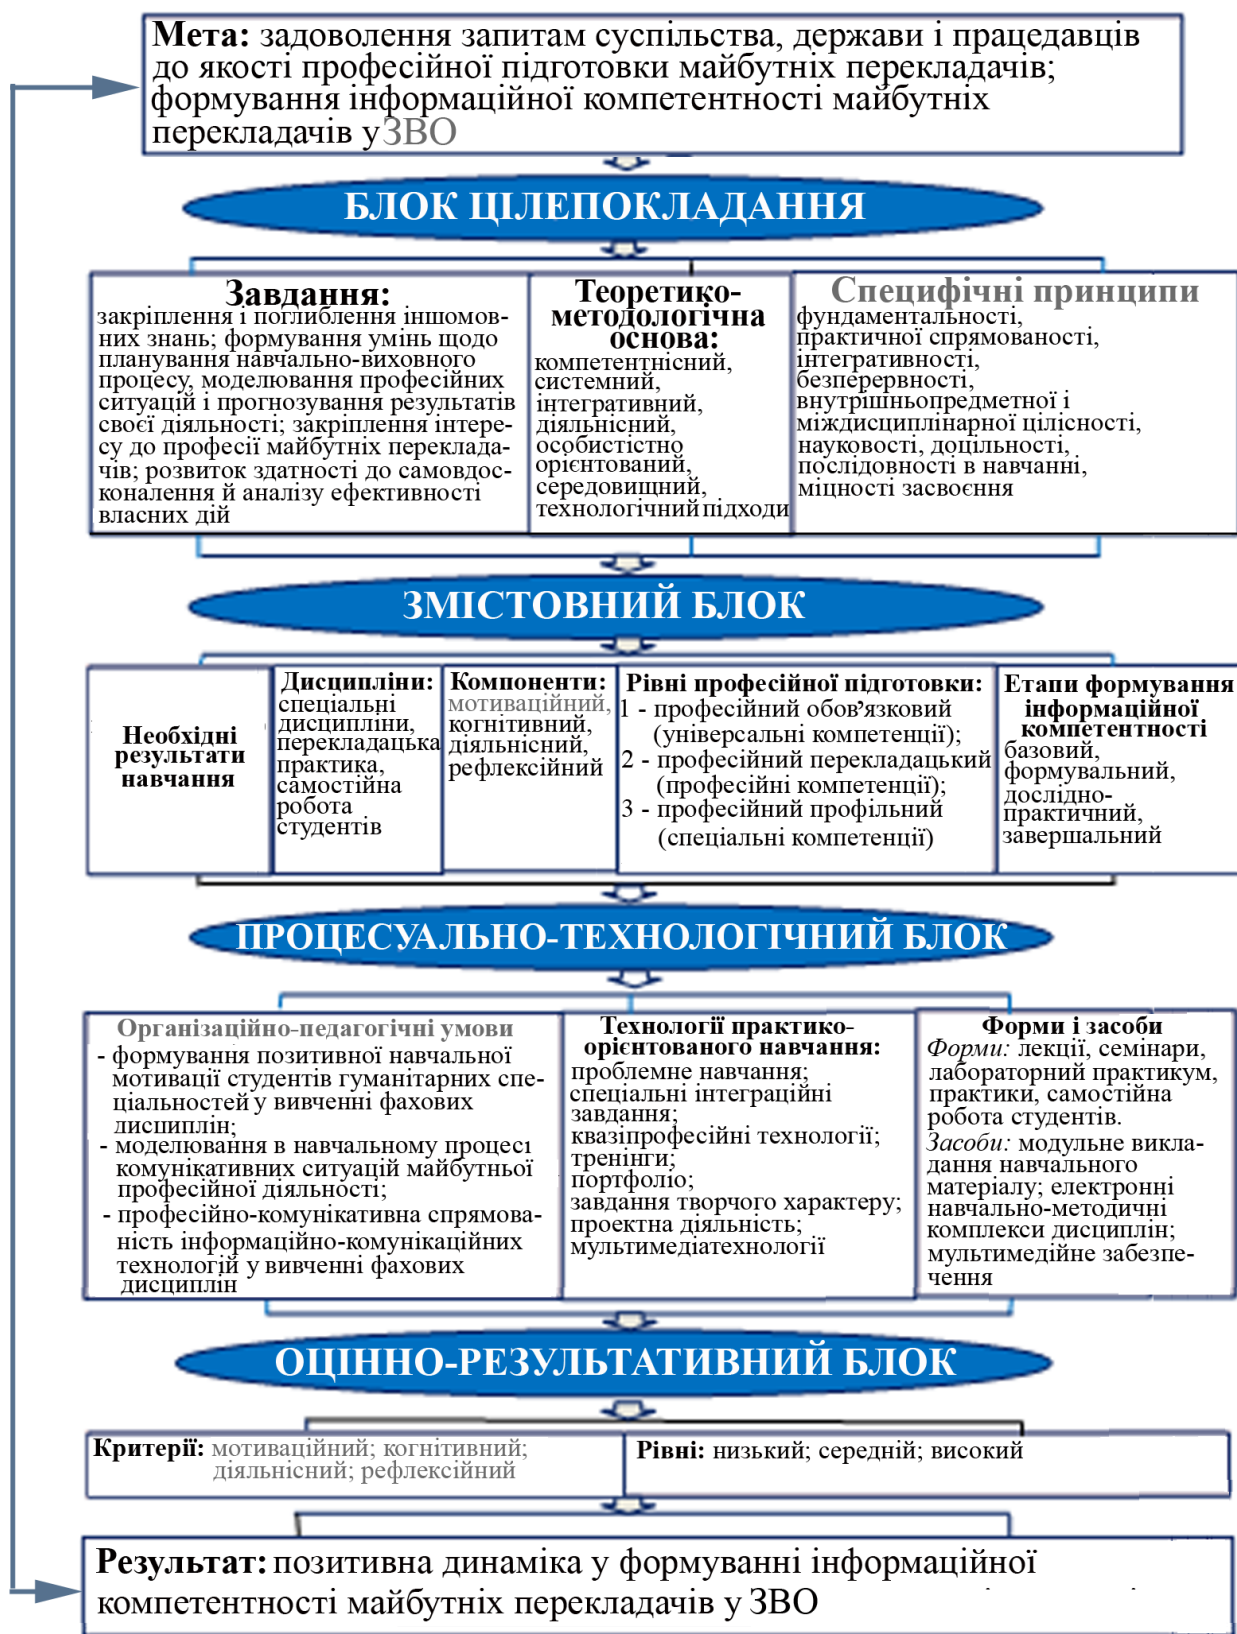 Мета: задоволення запитам суспільства, держави і працедавців
до якості професійної підготовки майбутніх перекладачів;
формування інформаційної компетентності майбутніх
перекладачів у ЗВО
БЛОК ЦІЛЕПОКЛАДАННЯ
Завдання:
закріплення і поглиблення іншомов-
них знань; формування умінь щодо
планування навчально-виховного
процесу, моделювання професійних
ситуацій і прогнозування результатів
своєї діяльності; закріплення інтере-
су до професії майбутніх переклада-
чів; розвиток здатності до самовдос-
коналення й аналізу ефективності
власних дій
Теоретико-
методологічна
основа:
компетентнісний,
системний,
інтегративний,
діяльнісний,
особистістно
орієнтований,
середовищний,
технологічний підходи
Специфічні принципи
фундаментальності,
практичної спрямованості,
інтегративності,
безперервності,
внутрішньопредметної і
міждисциплінарної цілісності,
науковості, доцільності,
послідовності в навчанні,
міцності засвоєння
ЗМІСТОВНИЙ БЛОК
Необхідні
результати
навчання
Дисципліни:
спеціальні
дисципліни,
перекладацька
практика,
самостійна
робота
студентів
Компоненти:
мотиваційний,
когнітивний,
діяльнісний,
рефлексійний
Рівні професійної підготовки:
1 - професійний обов’язковий
(універсальні компетенції);
2 - професійний перекладацький
(професійні компетенції);
3 - професійний профільний
(спеціальні компетенції)
Етапи формування
інформаційної
компетентності
базовий,
формувальний,
дослідно-
практичний,
завершальний
ПРОЦЕСУАЛЬНО-ТЕХНОЛОГІЧНИЙ БЛОК
Організаційно-педагогічні умови
- формування позитивної навчальної
мотивації студентів гуманітарних спе-
ціальностей у вивченні фахових
дисциплін;
- моделювання в навчальному процесі
комунікативних ситуацій майбутньої
професійної діяльності;
- професійно-комунікативна спрямова-
ність інформаційно-комунікаційних
технологій у вивченні фахових
дисциплін
Технології практико-
орієнтованого навчання:
проблемне навчання;
спеціальні інтеграційні
завдання;
квазіпрофесійні технології;
тренінги;
портфоліо;
завдання творчого характеру;
проектна діяльність;
мультимедіатехнології
Форми і засоби
Форми: лекції, семінари,
лабораторний практикум,
практики, самостійна
робота студентів.
Засоби: модульне викла-
дання навчального
матеріалу; електронні
навчально-методичні
комплекси дисциплін;
мультимедійне забезпе-
чення
ОЦІННО-РЕЗУЛЬТАТИВНИЙ БЛОК
Критерії: мотиваційний; когнітивний;
діяльнісний; рефлексійний
Рівні: низький; середній; високий
Результат: позитивна динаміка у формуванні інформаційної
компетентності майбутніх перекладачів у ЗВО